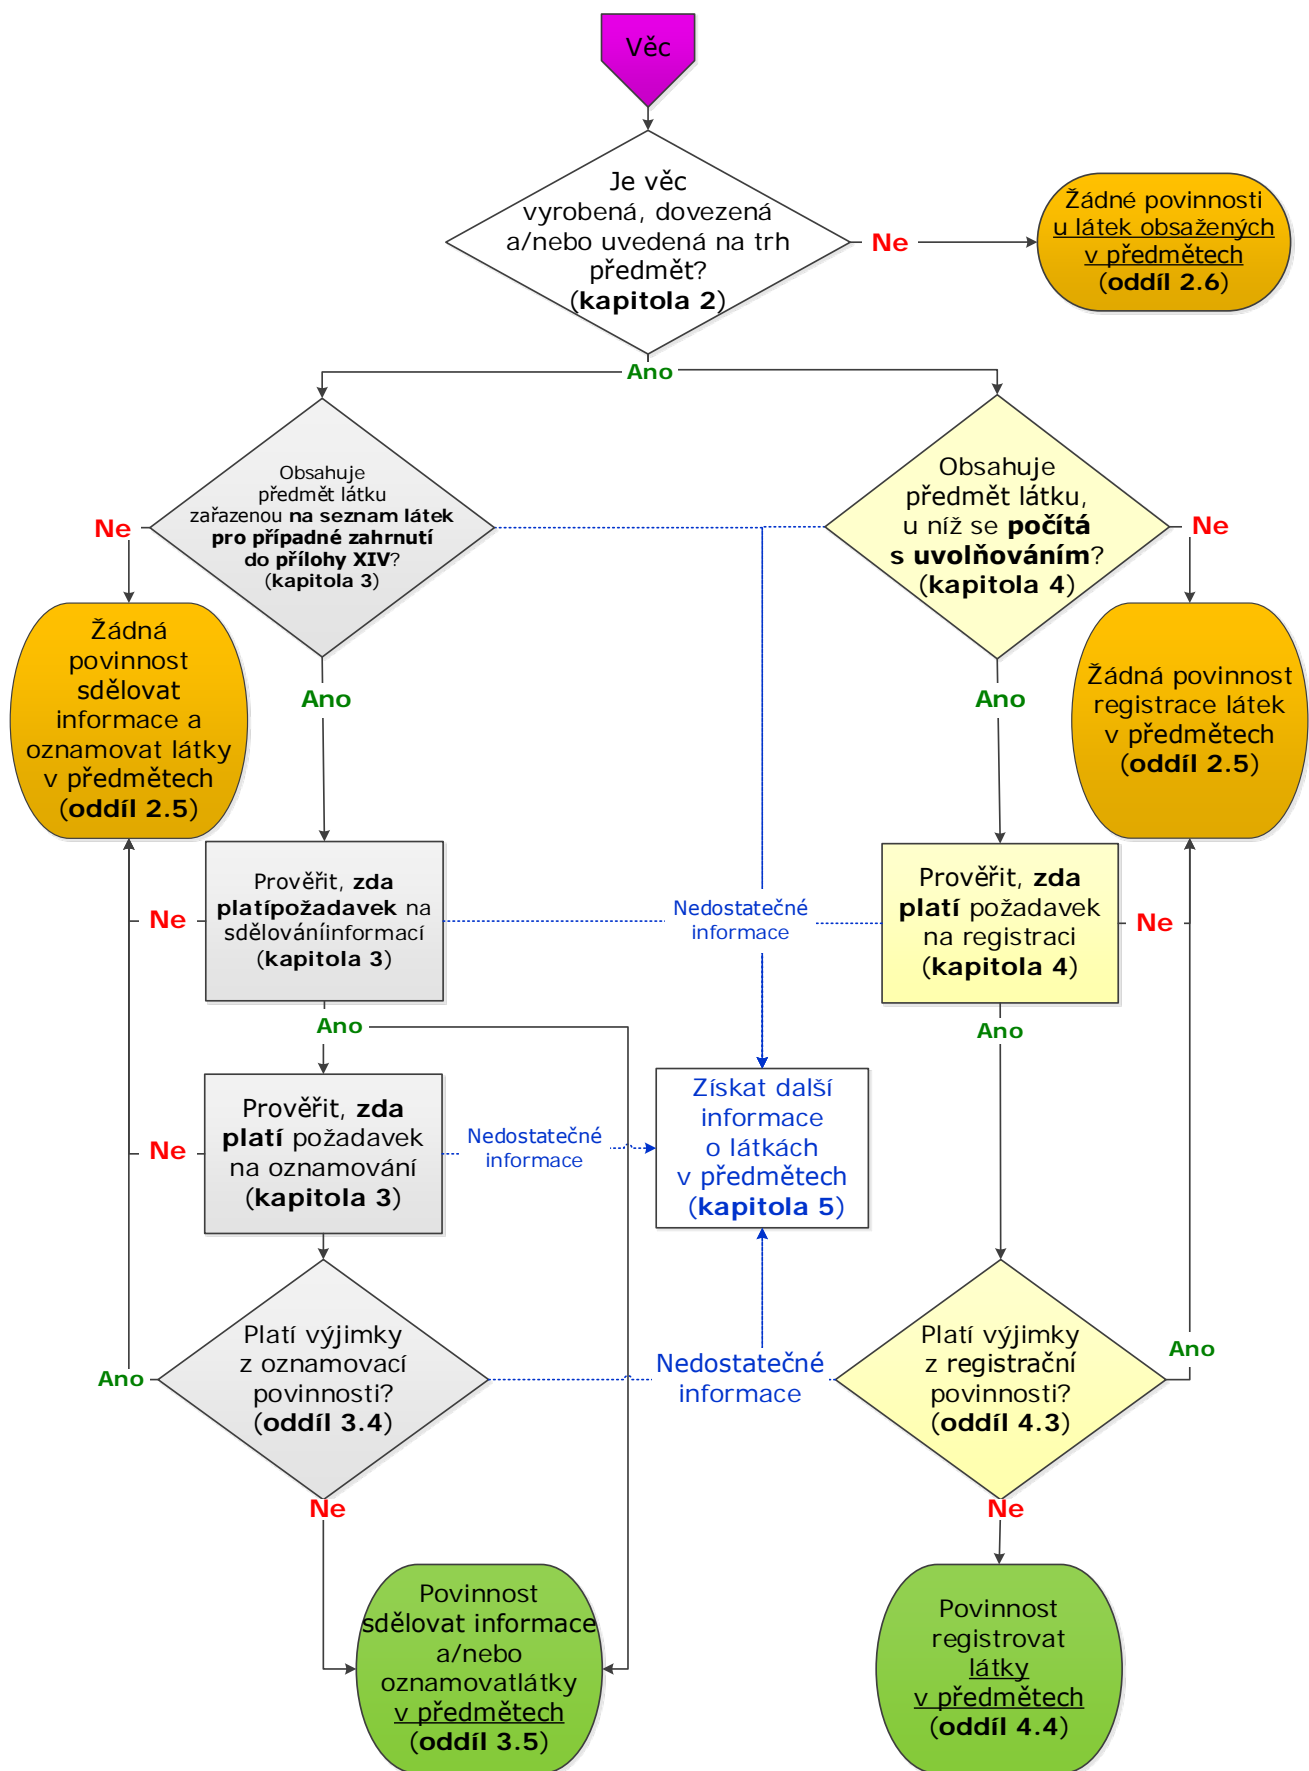 Věc
Je věc
vyrobená, dovezená
a/nebo uvedená na trh
předmět?
(kapitola 2)
Ne
Žádné povinnosti
u látek obsažených
v předmětech
(oddíl 2.6)
Ano
Obsahuje
předmět látku
zařazenou na seznam látek
pro případné zahrnutí
do přílohy XIV?
(kapitola 3)
Ne
Obsahuje
předmět látku,
u níž se počítá
s uvolňováním?
(kapitola 4)
Ne
Žádná
povinnost
sdělovat
informace a
oznamovat látky
v předmětech
(oddíl 2.5)
Ano
Ano
Žádná povinnost
registrace látek
v předmětech
(oddíl 2.5)
Ne
Prověřit, zda
platípožadavek na
sdělováníinformací
(kapitola 3)
Nedostatečné
informace
Prověřit, zda
platí požadavek
na registraci
(kapitola 4)
Ne
Ano
Ano
Ne
Prověřit, zda
platí požadavek
na oznamování
(kapitola 3)
Nedostatečné
informace
Získat další
informace
o látkách
v předmětech
(kapitola 5)
Ano
Platí výjimky
z oznamovací
povinnosti?
(oddíl 3.4)
Nedostatečné
informace
Platí výjimky
z registrační
povinnosti?
(oddíl 4.3)
Ano
Ne
Ne
Povinnost
sdělovat informace
a/nebo
oznamovatlátky
v předmětech
(oddíl 3.5)
Povinnost
registrovat
látky
v předmětech
(oddíl 4.4)